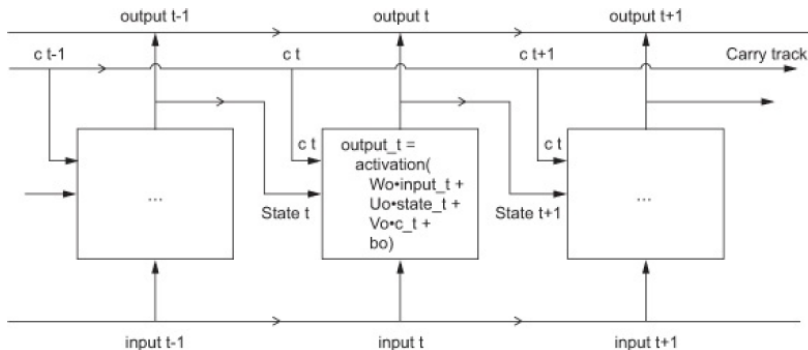 output t-1
output t
output t+1
c t-1
c t
c t+1
Carry track
c t
output_t =
activation(
Wo•input_t +
Uo•state_t +
Vo•c_t +
bo)
c t
...
...
State t
State t+1
input t-1
input t
input t+1